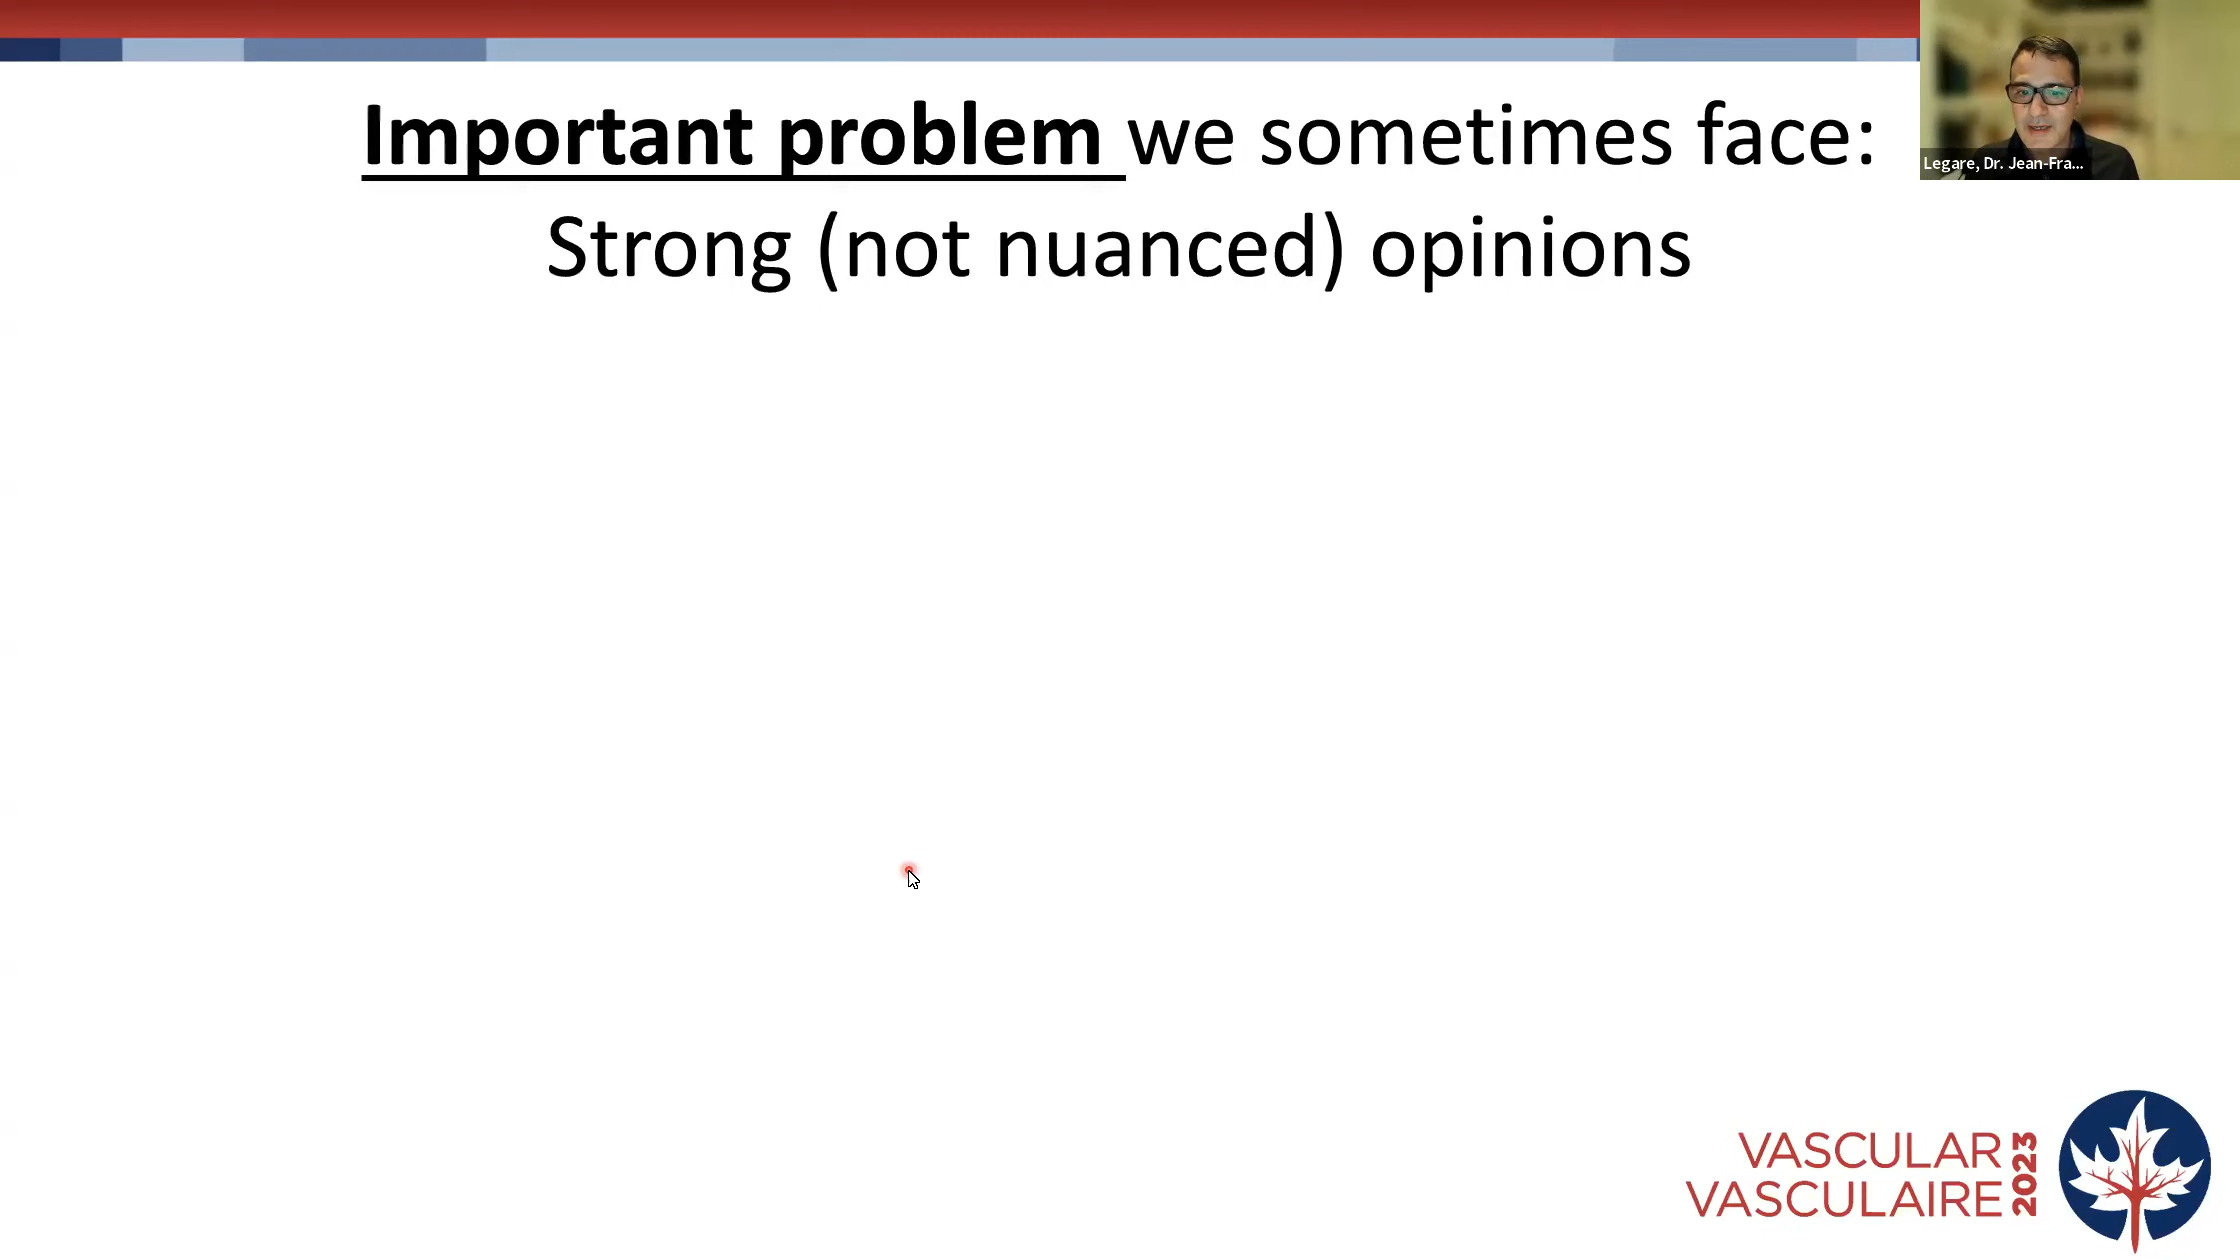 Important problem we sometimes face:
Strong (not nuanced) opinions
Legare, Dr. Jean-Fra...
VASCULAR
VASCULAIRE
2023